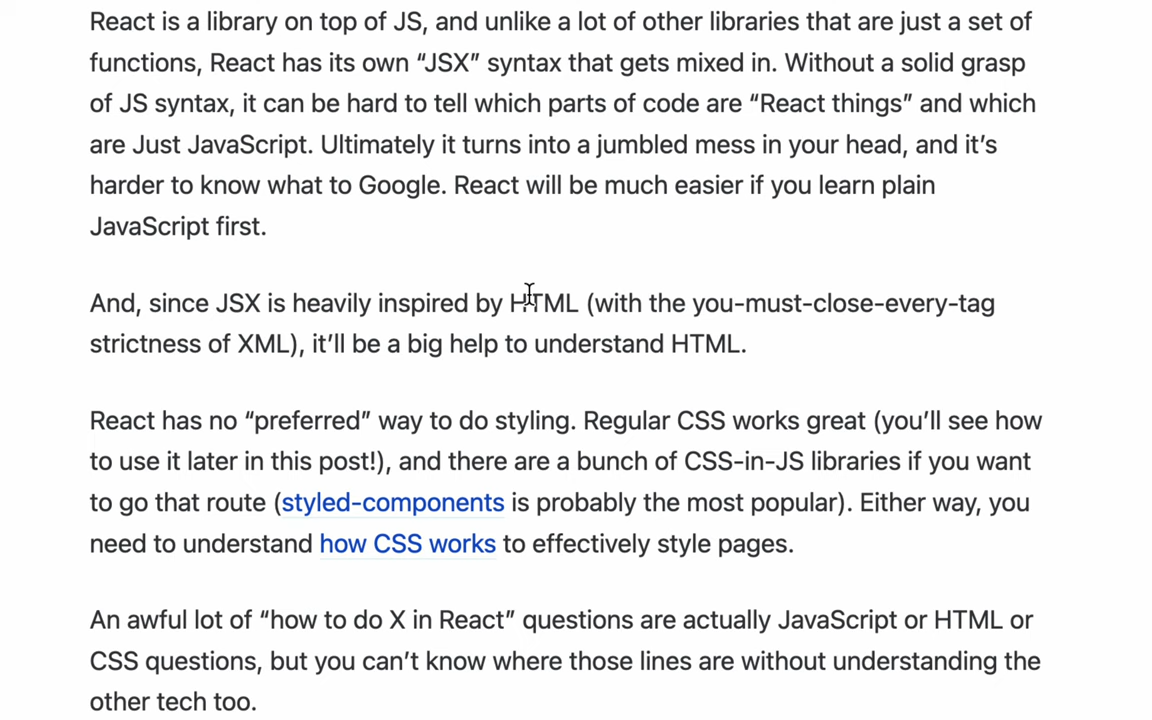 React is a library on top of JS, and unlike a lot of other libraries that are just a set of
functions, React has its own “JSX” syntax that gets mixed in. Without a solid grasp
of JS syntax, it can be hard to tell which parts of code are “React things” and which
are Just JavaScript. Ultimately it turns into a jumbled mess in your head, and it’s
harder to know what to Google. React will be much easier if you learn plain
JavaScript first.
And, since JSX is heavily inspired by HTML (with the you-must-close-every-tag
strictness of XML), it’ll be a big help to understand HTML.
React has no “preferred” way to do styling. Regular CSS works great (you’ll see how
to use it later in this post!), and there are a bunch of CSS-in-JS libraries if you want
to go that route (styled-components is probably the most popular). Either way, you
need to understand how CSS works to effectively style pages.
An awful lot of “how to do X in React” questions are actually JavaScript or HTML or
CSS questions, but you can’t know where those lines are without understanding the
other tech too.